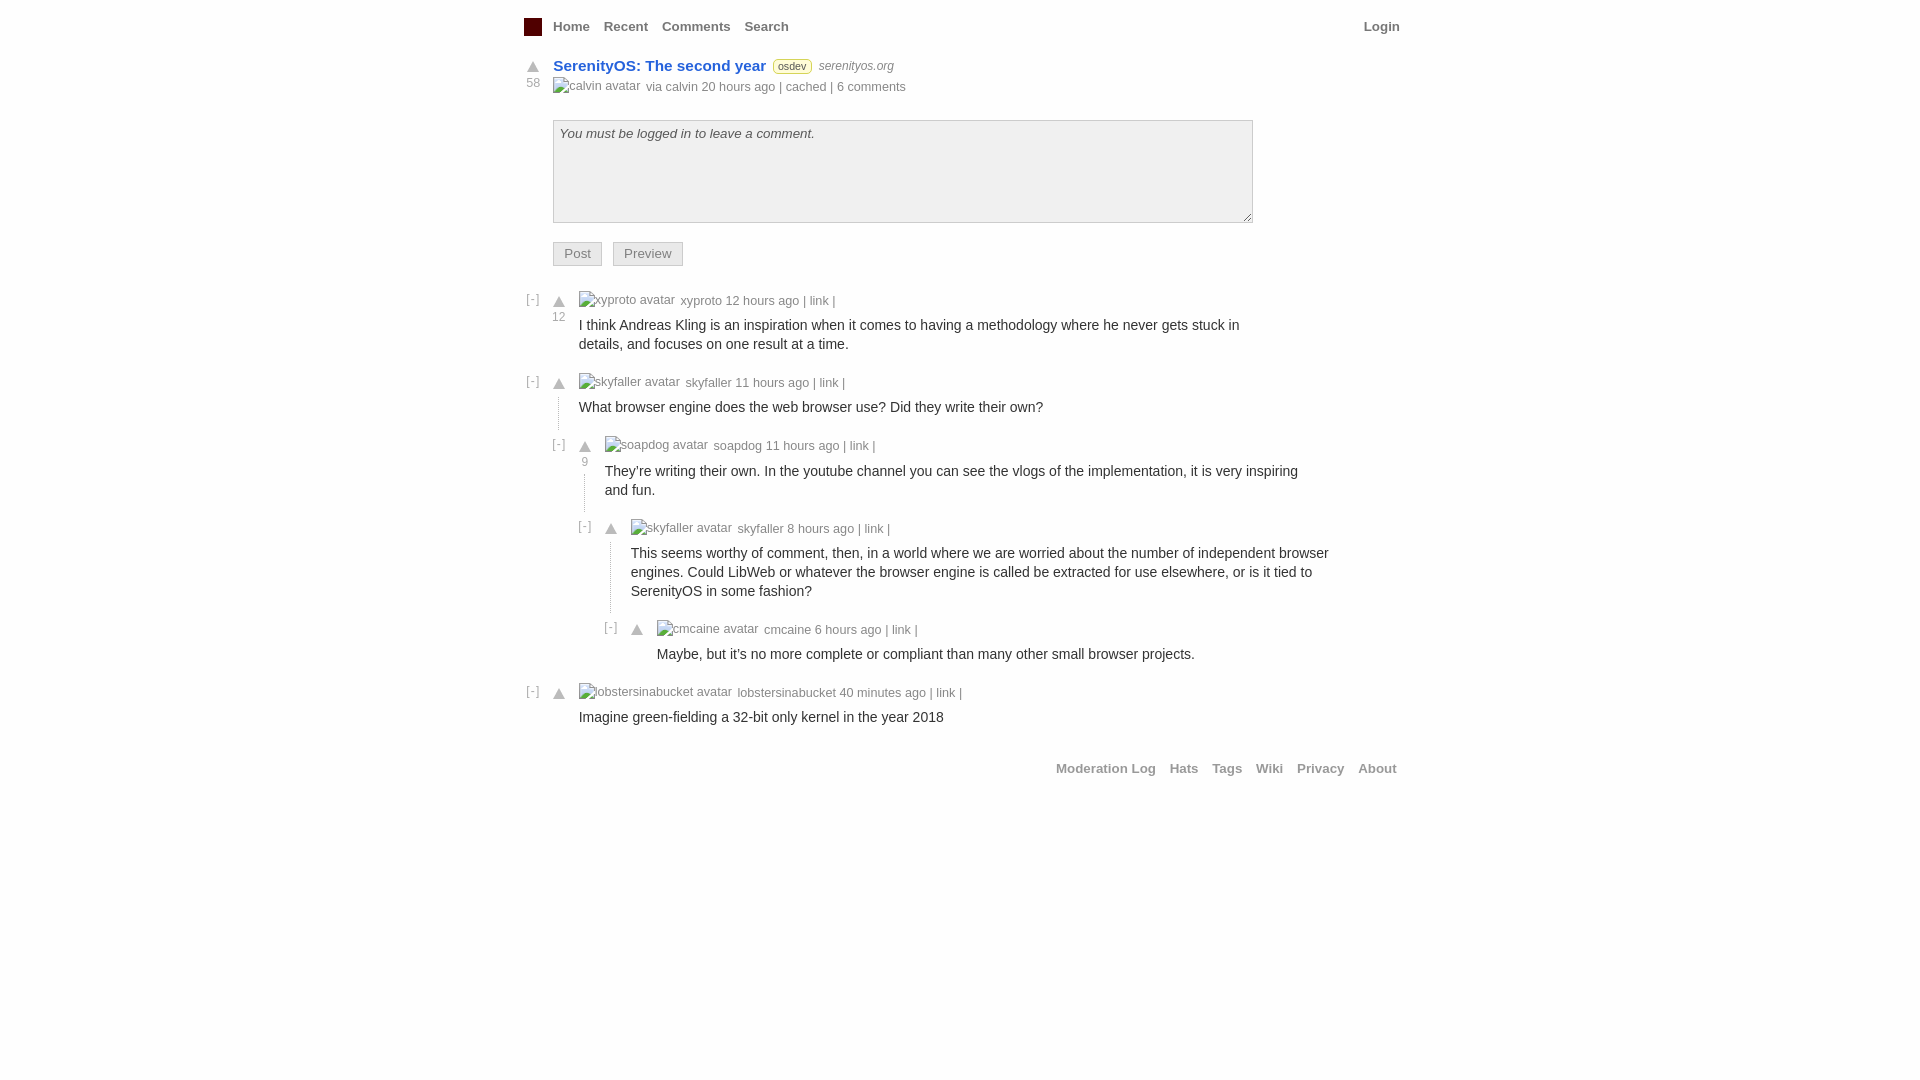 Home Recent Comments Search Login
SerenityOS: The second year osdev serenityos.org
58
calvin avatar via calvin 20 hours ago | cached | 6 comments
You must be logged in to leave a comment.
Post Preview
[-] xyproto avatar xyproto 12 hours ago | link |
12
I think Andreas Kling is an inspiration when it comes to having a methodology where he never gets stuck in
details, and focuses on one result at a time.
[-] skyfaller avatar skyfaller 11 hours ago | link |
What browser engine does the web browser use? Did they write their own?
[-] soapdog avatar soapdog 11 hours ago | link |
9
They’re writing their own. In the youtube channel you can see the vlogs of the implementation, it is very inspiring
and fun.
[-] skyfaller avatar skyfaller 8 hours ago | link |
This seems worthy of comment, then, in a world where we are worried about the number of independent browser
engines. Could LibWeb or whatever the browser engine is called be extracted for use elsewhere, or is it tied to
SerenityOS in some fashion?
[-] cmcaine avatar cmcaine 6 hours ago | link |
Maybe, but it’s no more complete or compliant than many other small browser projects.
[-] lobstersinabucket avatar lobstersinabucket 40 minutes ago | link |
Imagine green-fielding a 32-bit only kernel in the year 2018
Moderation Log Hats Tags Wiki Privacy About